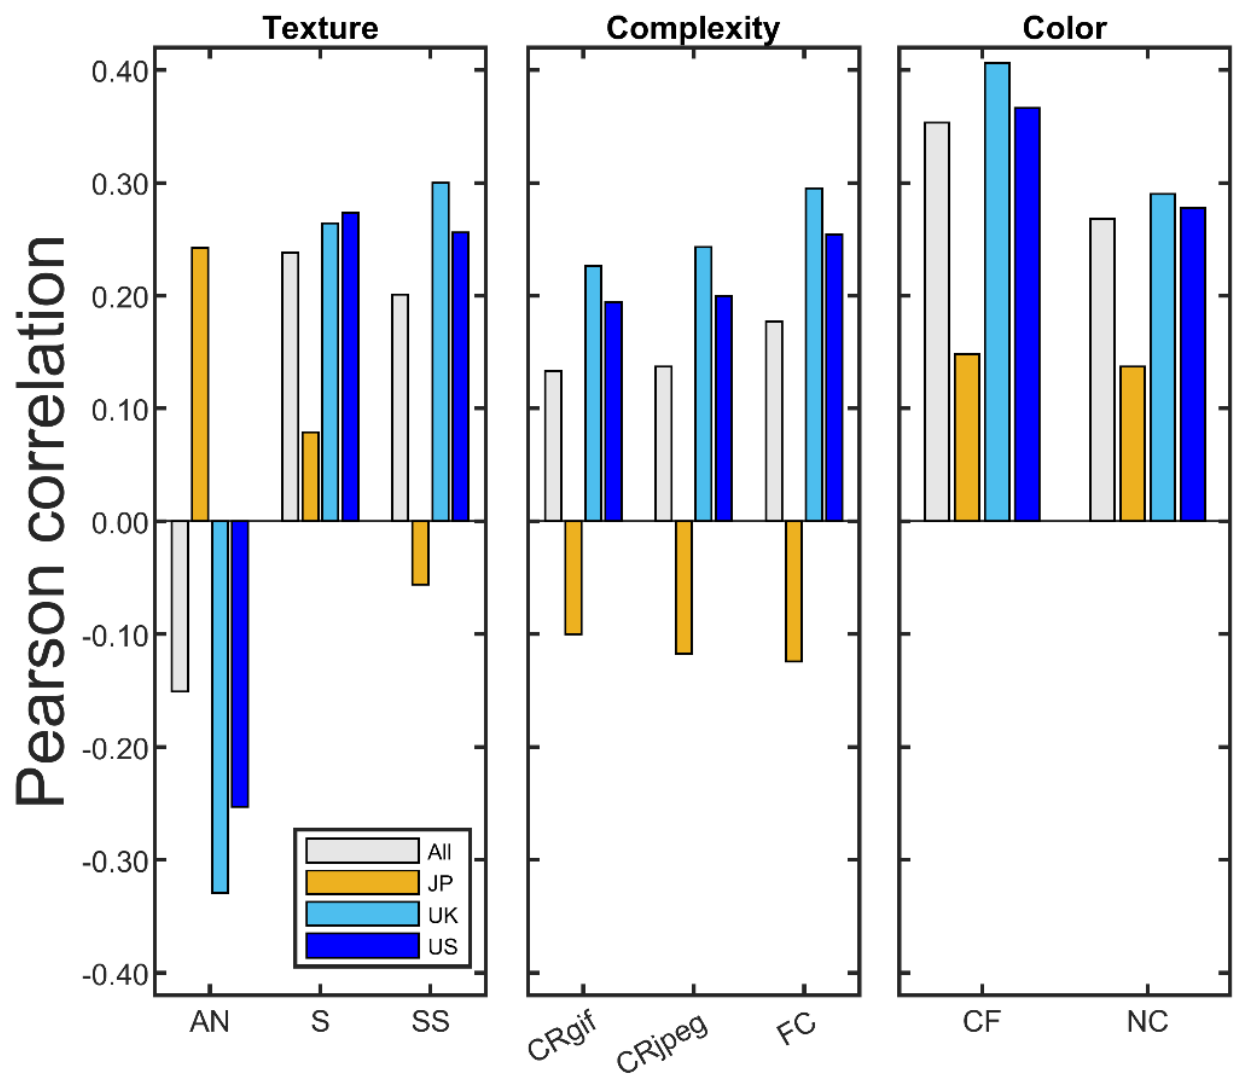 Texture
Complexity
Color
Pearson correlation
0.40
0.30
0.20
0.10
0.00
-0.10
-0.20
-0.30
-0.40
All
JP
UK
US
AN
S
SS
CRgif
CRjpeg
FC
CF
NC